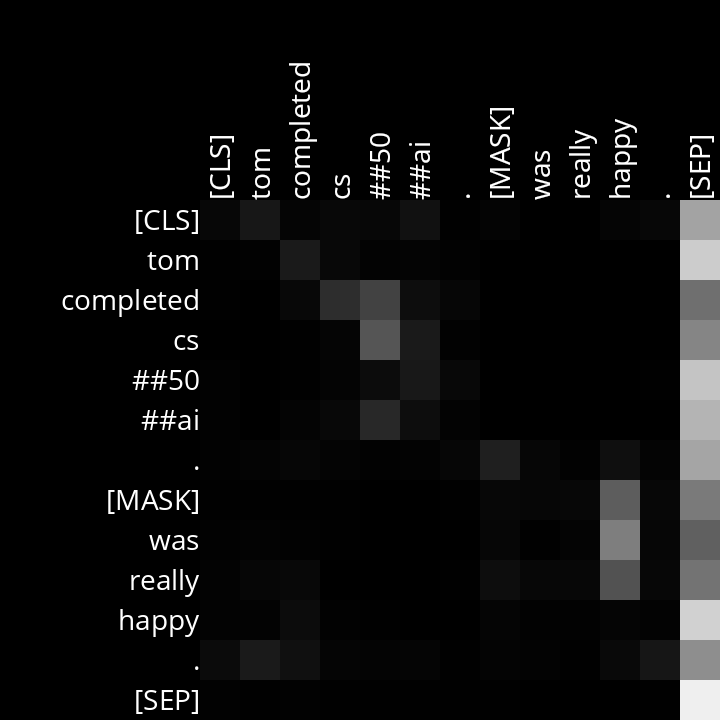 [CLS] tom completed cs ##50 ##ai . [MASK] was really happy . [SEP]
[CLS]
tom
completed
cs
##50
##ai
.
[MASK]
was
really
happy
.
[SEP]